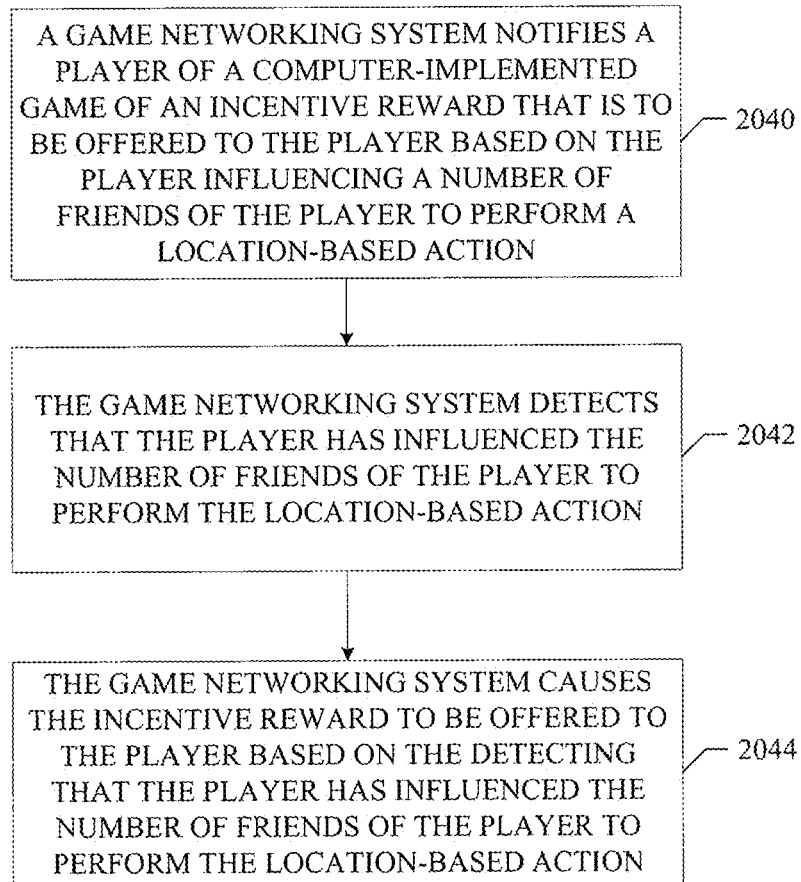 A GAME NETWORKING SYSTEM NOTIFIES A
PLAYER OF A COMPUTER-IMPLEMENTED
GAME OF AN INCENTIVE REWARD THAT IS TO
BE OFFERED TO THE PLAYER BASED ON THE
PLAYER INFLUENCING A NUMBER OF
FRIENDS OF THE PLAYER TO PERFORM A
LOCATION-BASED ACTION
2040
THE GAME NETWORKING SYSTEM DETECTS
THAT THE PLAYER HAS INFLUENCED THE
NUMBER OF FRIENDS OF THE PLAYER TO
PERFORM THE LOCATION-BASED ACTION
2042
THE GAME NETWORKING SYSTEM CAUSES
THE INCENTIVE REWARD TO BE OFFERED TO
THE PLAYER BASED ON THE DETECTING
THAT THE PLAYER HAS INFLUENCED THE
NUMBER OF FRIENDS OF THE PLAYER TO
PERFORM THE LOCATION-BASED ACTION
2044